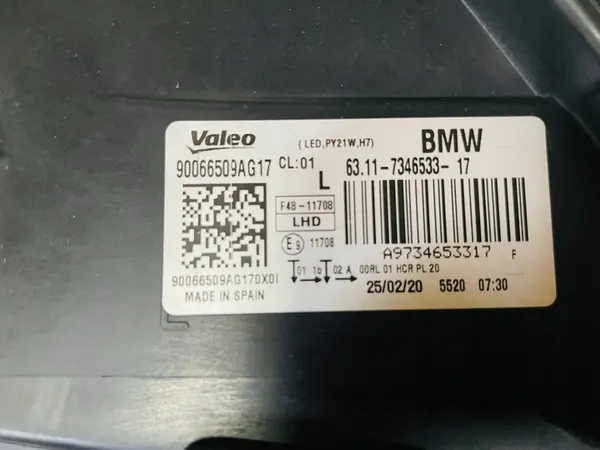 Valeo (LED,PY21W,H7) BMW
90066509AG17 CL:01 63.11-7346533-17
L
F48-11708
LHD
E9 11708
A9734653317 F
01 1b 02 A 00RL 01 HCR PL 20
90066509AG170X0I
MADE IN SPAIN 25/02/20 5520 07:30